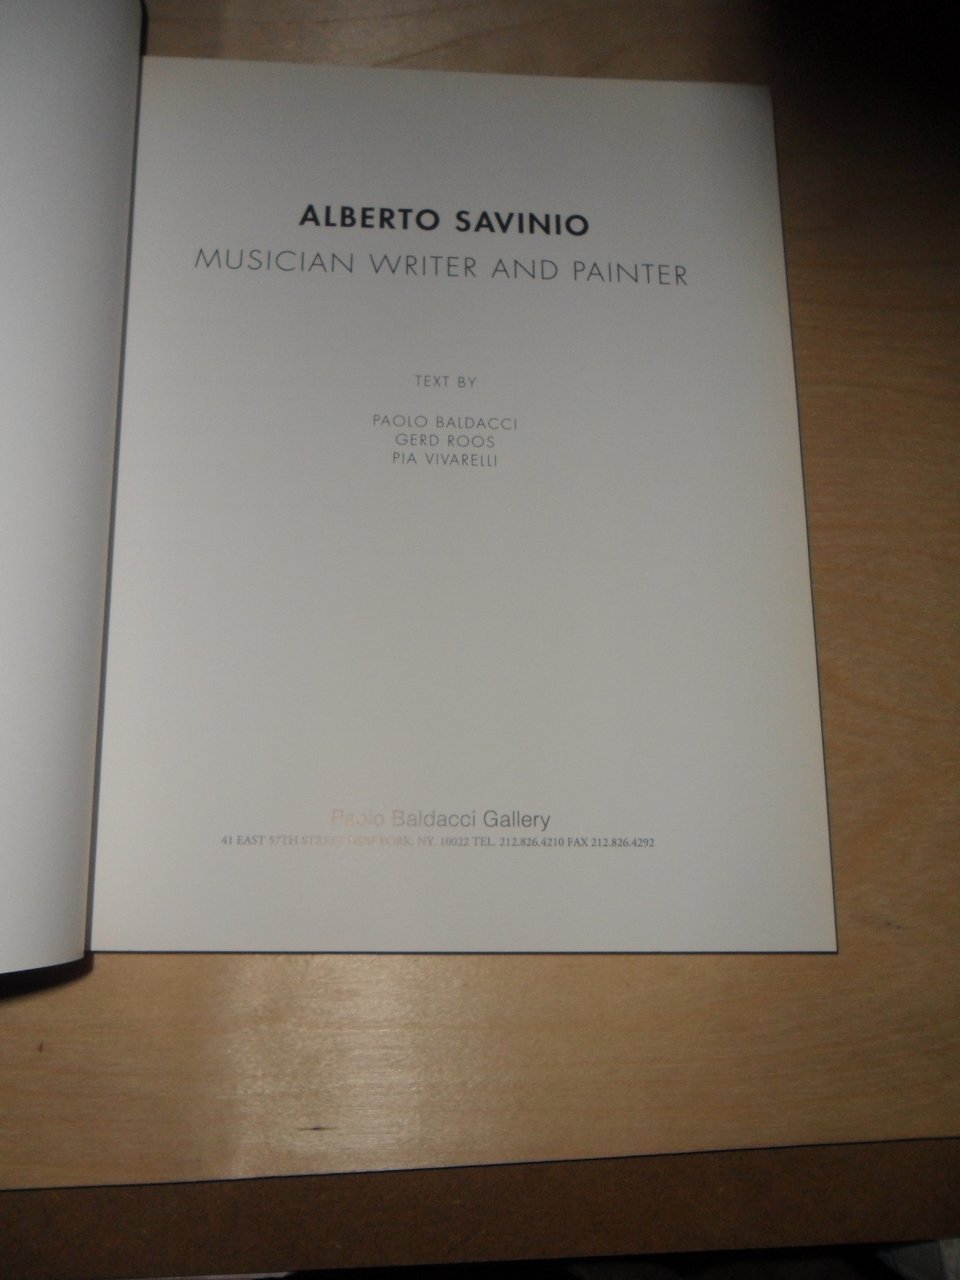 ALBERTO SAVINIO
MUSICIAN WRITER AND PAINTER
TEXT BY
PAOLO BALDACCI
GERD ROOS
PIA VIVARELLI
Paolo Baldacci Gallery
41 EAST 57TH STREET NEW YORK. NY. 10022 TEL. 212.826.4210 FAX 212.826.4292